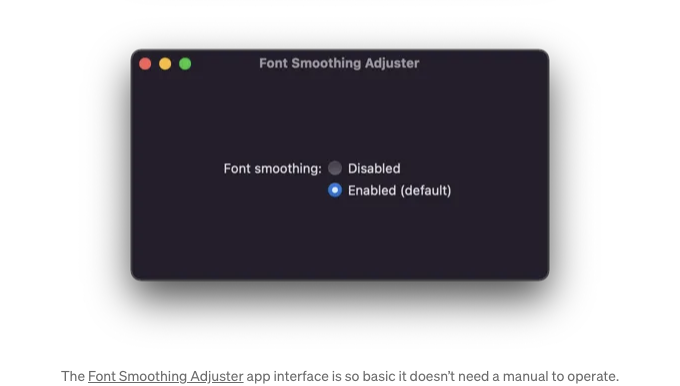 Font Smoothing Adjuster
Font smoothing: Disabled
Enabled (default)
The Font Smoothing Adjuster app interface is so basic it doesn’t need a manual to operate.